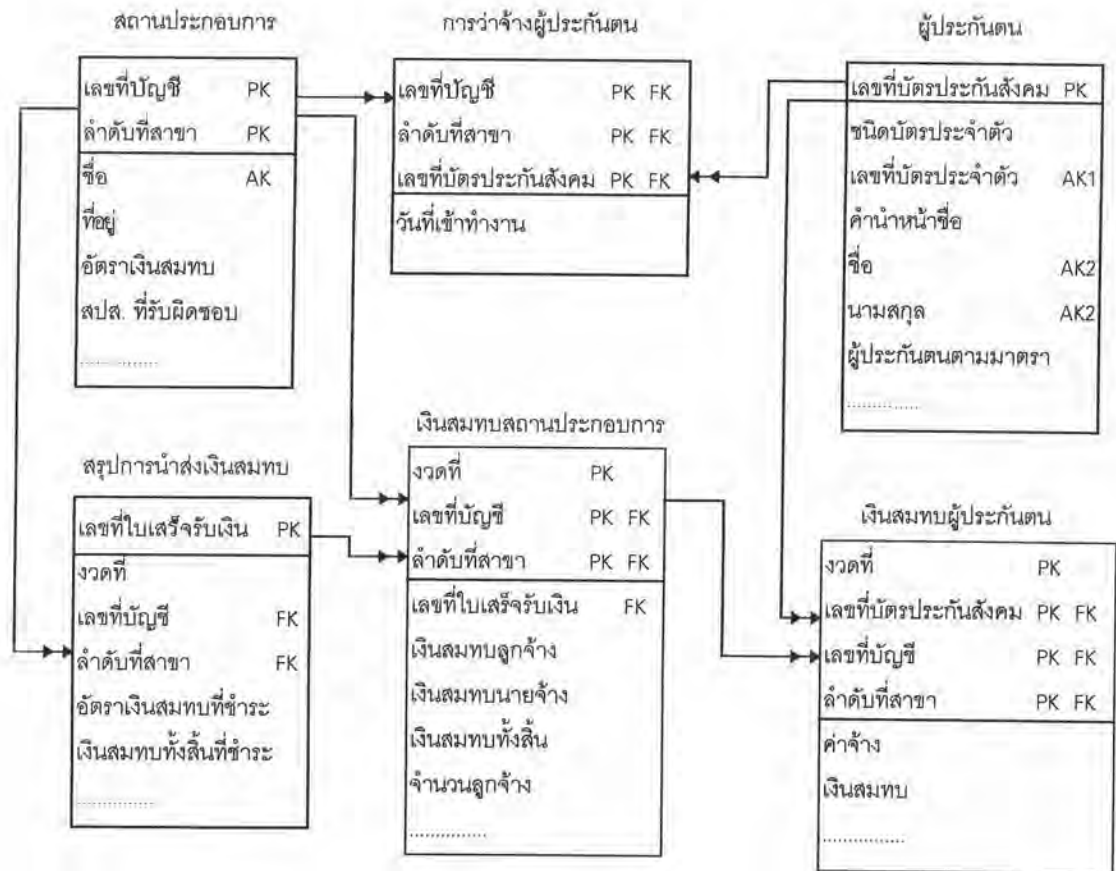 สถานประกอบการ
เลขที่บัญชี PK
ลำดับที่สาขา PK
ชื่อ AK
ที่อยู่
อัตราเงินสมทบ
สปส. ที่รับผิดชอบ
..............
การว่าจ้างผู้ประกันตน
เลขที่บัญชี PK FK
ลำดับที่สาขา PK FK
เลขที่บัตรประกันสังคม PK FK
วันที่เข้าทำงาน
ผู้ประกันตน
เลขที่บัตรประกันสังคม PK
ชนิดบัตรประจำตัว
เลขที่บัตรประจำตัว AK1
คำนำหน้าชื่อ
ชื่อ AK2
นามสกุล AK2
ผู้ประกันตนตามมาตรา
..............
สรุปการนำส่งเงินสมทบ
เลขที่ใบเสร็จรับเงิน PK
งวดที่
เลขที่บัญชี FK
ลำดับที่สาขา FK
อัตราเงินสมทบที่ชำระ
เงินสมทบทั้งสิ้นที่ชำระ
..............
เงินสมทบสถานประกอบการ
งวดที่ PK
เลขที่บัญชี PK FK
ลำดับที่สาขา PK FK
เลขที่ใบเสร็จรับเงิน FK
เงินสมทบลูกจ้าง
เงินสมทบนายจ้าง
เงินสมทบทั้งสิ้น
จำนวนลูกจ้าง
..............
เงินสมทบผู้ประกันตน
งวดที่ PK
เลขที่บัตรประกันสังคม PK FK
เลขที่บัญชี PK FK
ลำดับที่สาขา PK FK
ค่าจ้าง
เงินสมทบ
..............